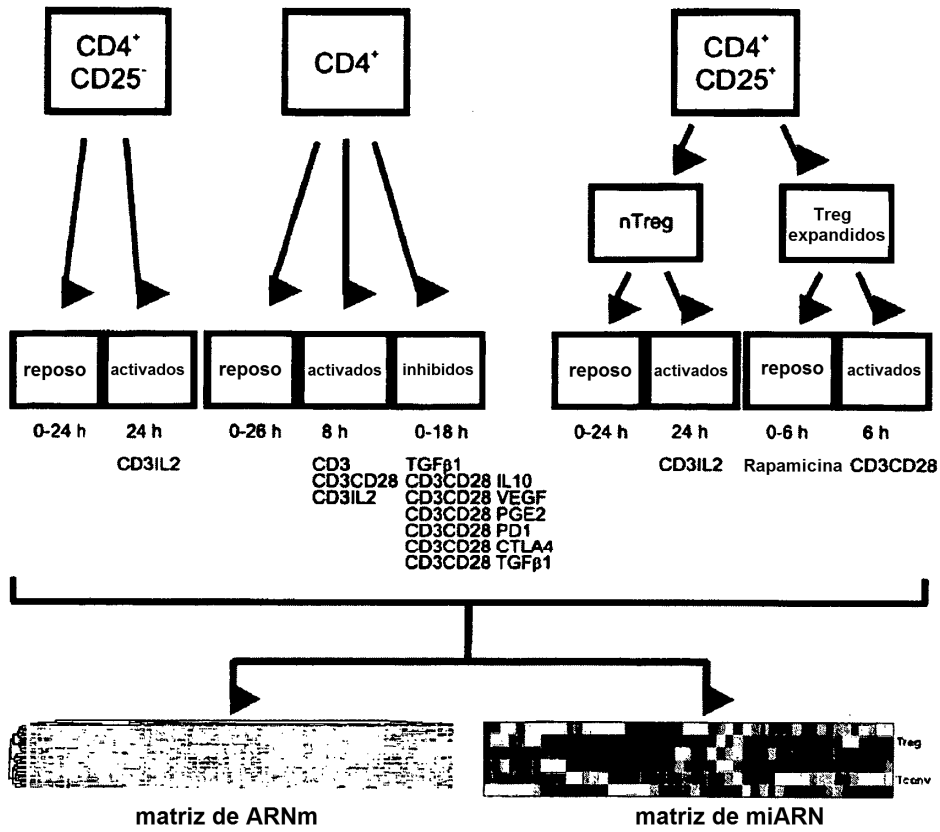 CD4+
CD25-
CD4+
CD4+
CD25+
nTreg
Treg
expandidos
reposo activados reposo activados inhibidos reposo activados reposo activados
0-24 h 24 h 0-26 h 8 h 0-18 h 0-24 h 24 h 0-6 h 6 h
CD3IL2 CD3 TGFβ1 CD3IL2 Rapamicina CD3CD28
CD3CD28 CD3CD28 IL10
CD3IL2 CD3CD28 VEGF
CD3CD28 PGE2
CD3CD28 PD1
CD3CD28 CTLA4
CD3CD28 TGFβ1
Treg
Tconv
matriz de ARNm matriz de miARN